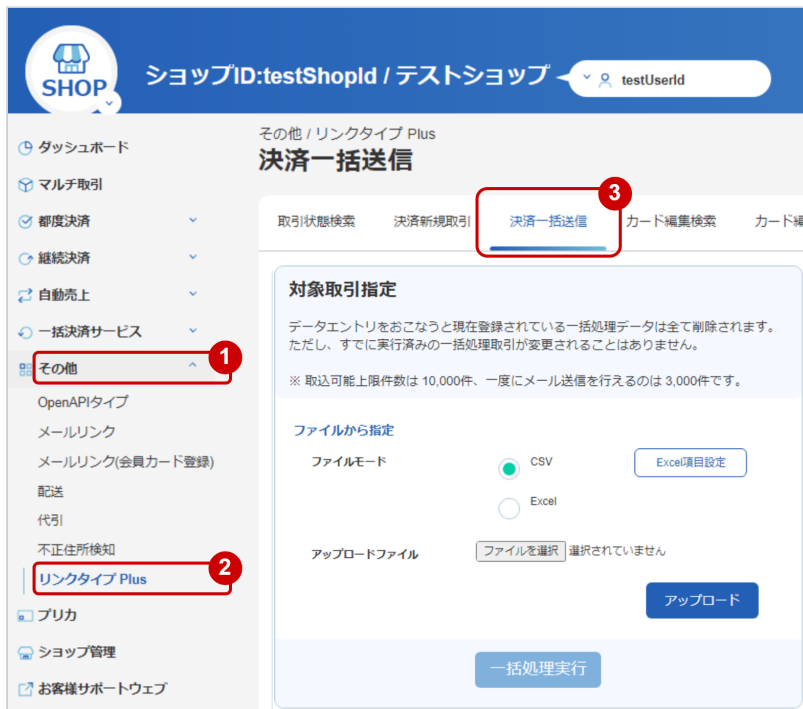 SHOP
ショップID:testShopId / テストショップ
testUserId
ダッシュボード
マルチ取引
都度決済
継続決済
自動売上
一括決済サービス
1
その他
OpenAPIタイプ
メールリンク
メールリンク(会員カード登録)
配送
代引
不正住所検知
2
リンクタイプ Plus
プリカ
ショップ管理
お客様サポートウェブ
その他 / リンクタイプ Plus
決済一括送信
3
取引状態検索 決済新規取引 決済一括送信 カード編集検索 カード編
対象取引指定
データエントリをおこなうと現在登録されている一括処理データは全て削除されます。
ただし、すでに実行済みの一括処理取引が変更されることはありません。
※ 取込可能上限件数は 10,000件、一度にメール送信を行えるのは 3,000件です。
ファイルから指定
ファイルモード CSV Excel項目設定
Excel
アップロードファイル ファイルを選択 選択されていません
アップロード
一括処理実行